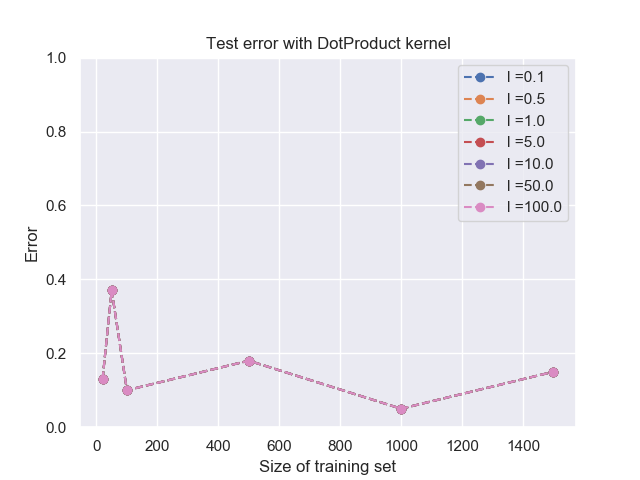 Test error with DotProduct kernel
1.0
0.8
0.6
0.4
0.2
0.0
Error
0 200 400 600 800 1000 1200 1400
Size of training set
l =0.1
l =0.5
l =1.0
l =5.0
l =10.0
l =50.0
l =100.0